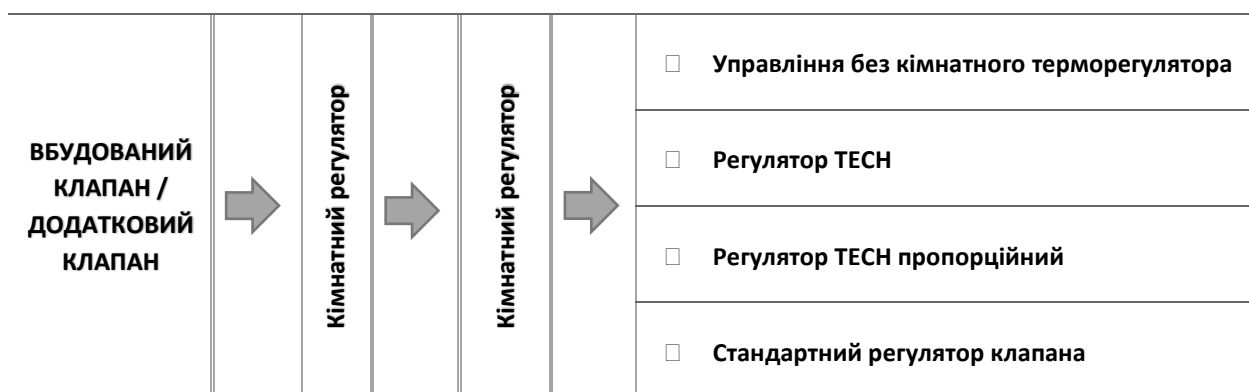 ВБУДОВАНИЙ
КЛАПАН /
ДОДАТКОВИЙ
КЛАПАН
Кімнатний регулятор
Кімнатний регулятор
Управління без кімнатного терморегулятора
Регулятор TECH
Регулятор TECH пропорційний
Стандартний регулятор клапана